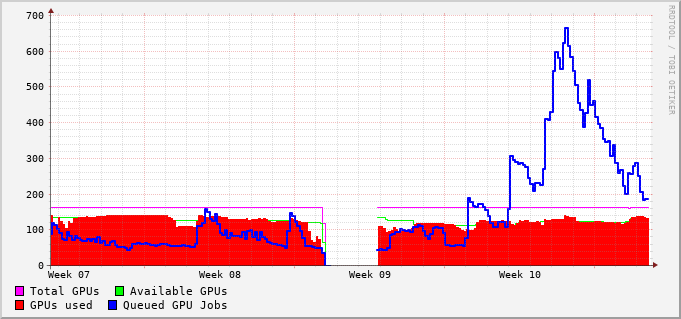 700
600
500
400
300
200
100
0
Week 07 Week 08 Week 09 Week 10
Total GPUs Available GPUs
GPUs used Queued GPU Jobs
RRDTOOL / TOBI OETIKER